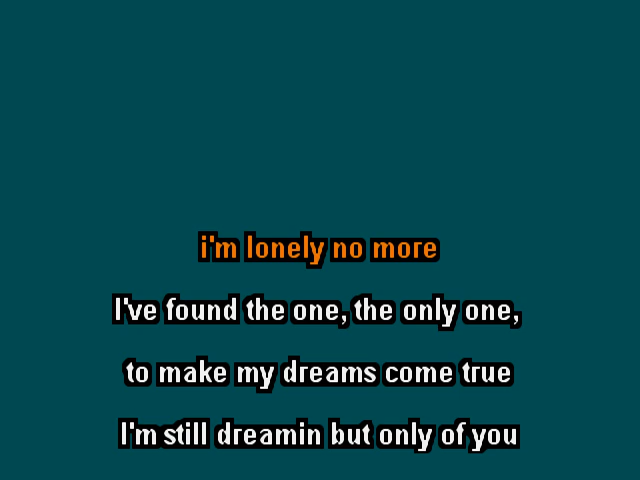 i'm lonely no more
I've found the one, the only one,
to make my dreams come true
I'm still dreamin but only of you